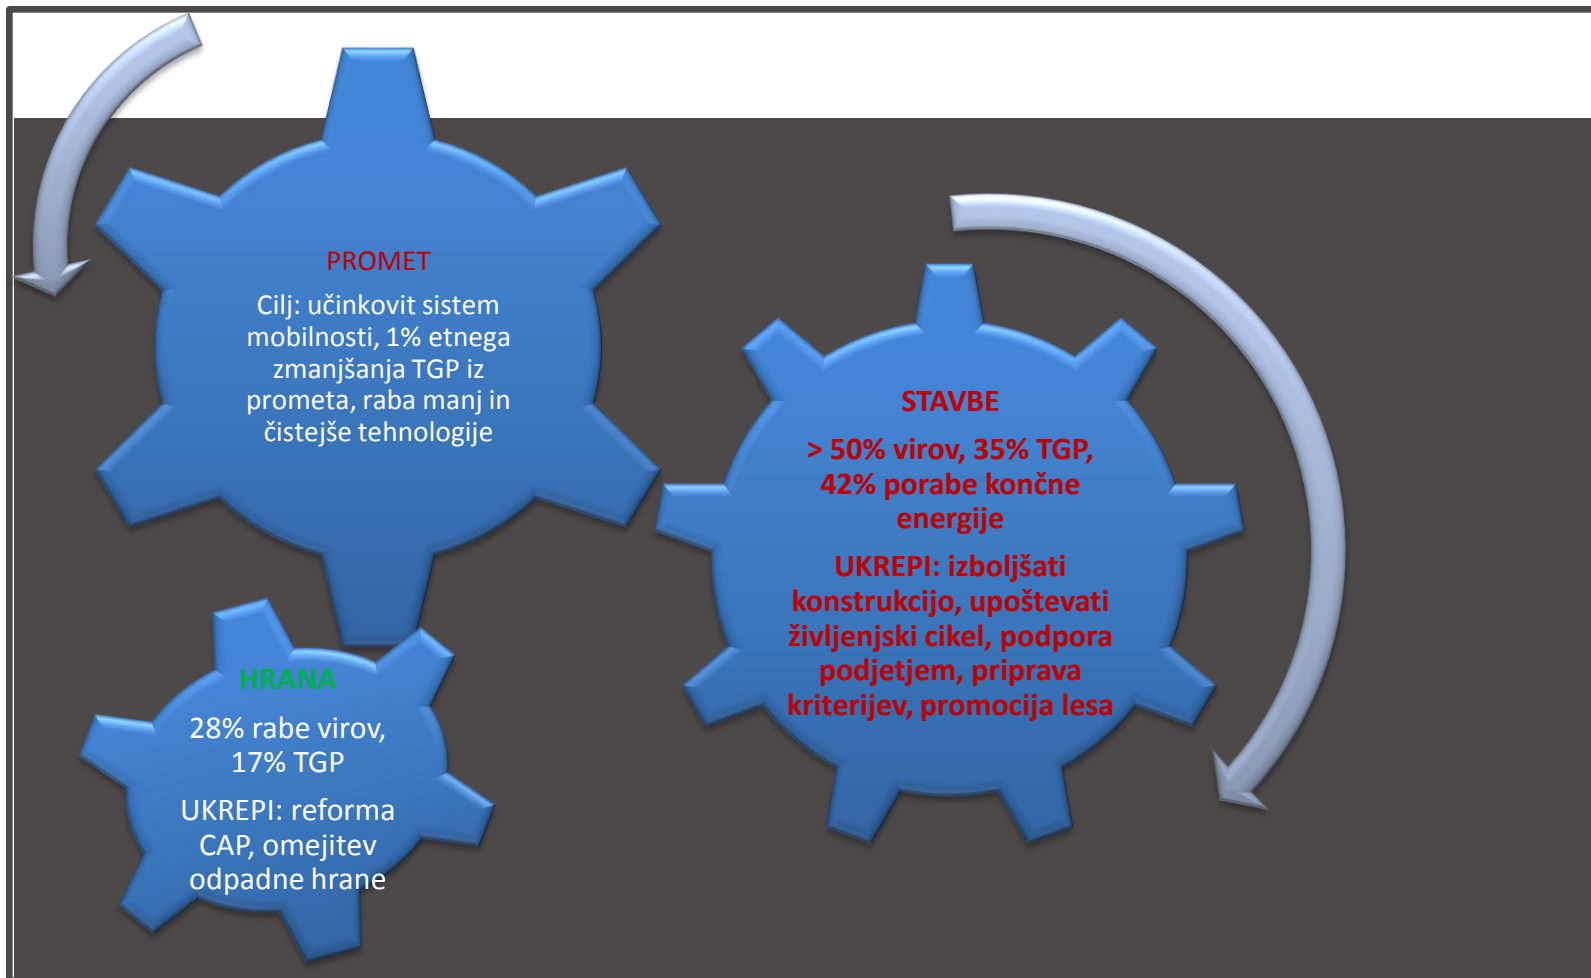 PROMET
Cilj: učinkovit sistem
mobilnosti, 1% etnega
zmanjšanja TGP iz
prometa, raba manj in
čistejše tehnologije
STAVBE
> 50% virov, 35% TGP,
42% porabe končne
energije
UKREPI: izboljšati
konstrukcijo, upoštevati
življenjski cikel, podpora
podjetjem, priprava
kriterijev, promocija lesa
HRANA
28% rabe virov,
17% TGP
UKREPI: reforma
CAP, omejitev
odpadne hrane